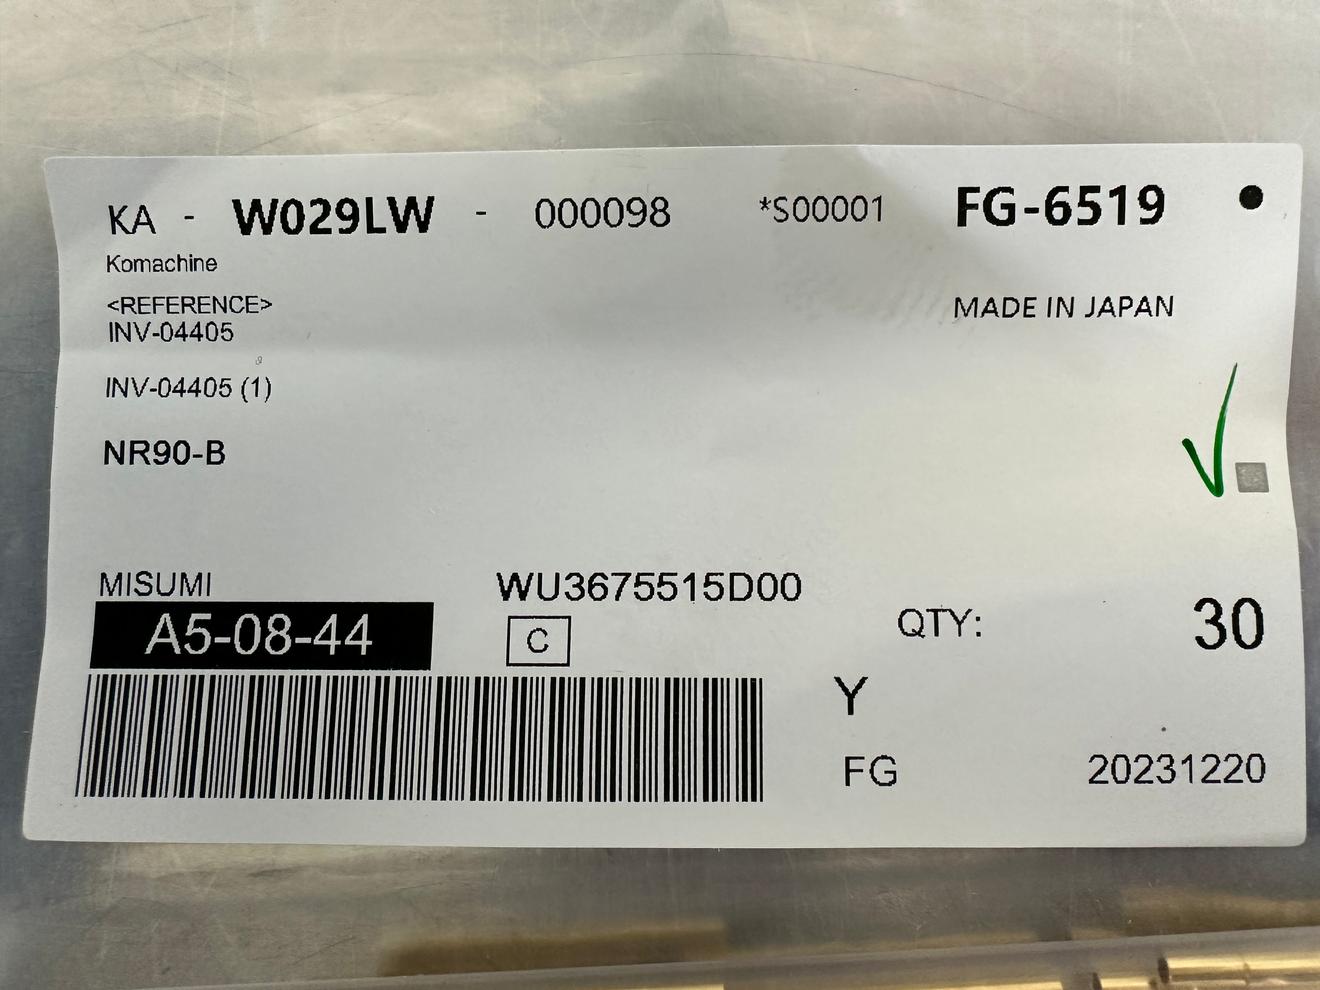 KA - W029LW - 000098 *S00001 FG-6519
Komachine
<REFERENCE>
INV-04405
MADE IN JAPAN
INV-04405 (1)
NR90-B
MISUMI
WU3675515D00
A5-08-44
C
QTY: 30
Y
FG
20231220